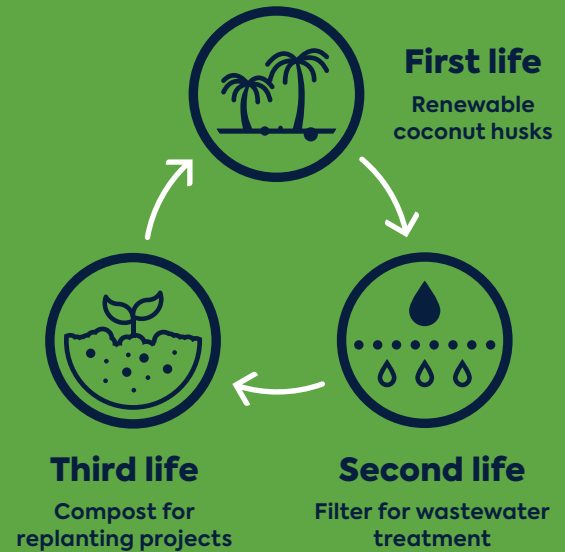 First life
Renewable
coconut husks
Second life
Filter for wastewater
treatment
Third life
Compost for
replanting projects